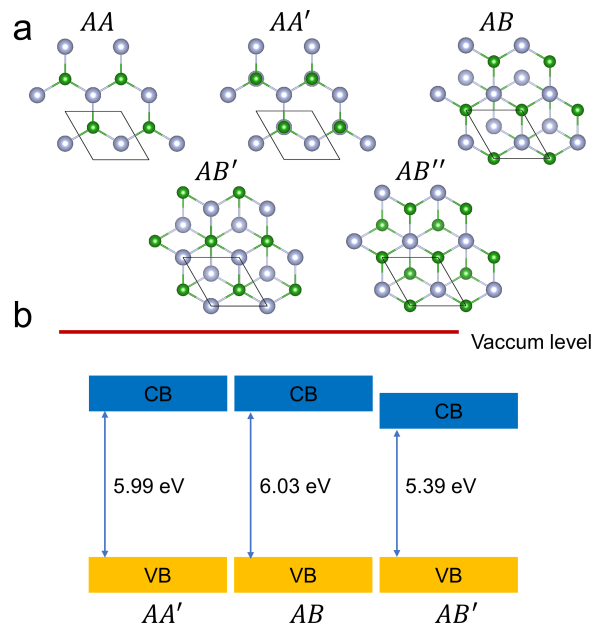 a
AA
AA′
AB
AB′
AB′′
b
Vaccum level
CB
CB
CB
5.99 eV
6.03 eV
5.39 eV
VB
VB
VB
AA′
AB
AB′